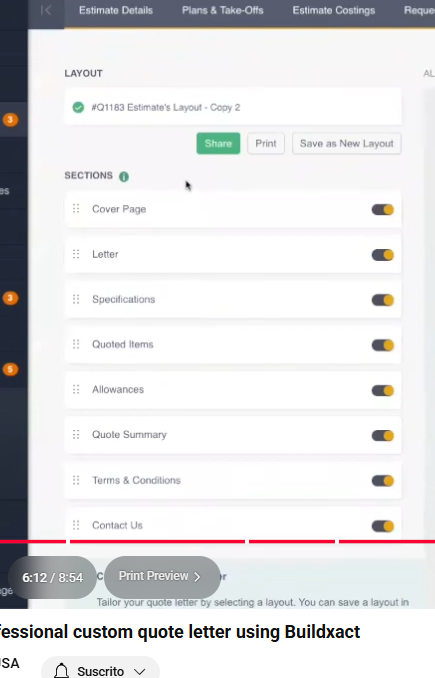 Estimate Details Plans & Take-Offs Estimate Costings Reque
LAYOUT AL
#Q1183 Estimate's Layout - Copy 2
Share Print Save as New Layout
SECTIONS
3
es
Cover Page
Letter
3
Specifications
Quoted Items
5
Allowances
Quote Summary
Terms & Conditions
Contact Us
6:12 / 8:54 Print Preview
Tailor your quote letter by selecting a layout. You can save a layout in
fessional custom quote letter using Buildxact
USA
Suscrito